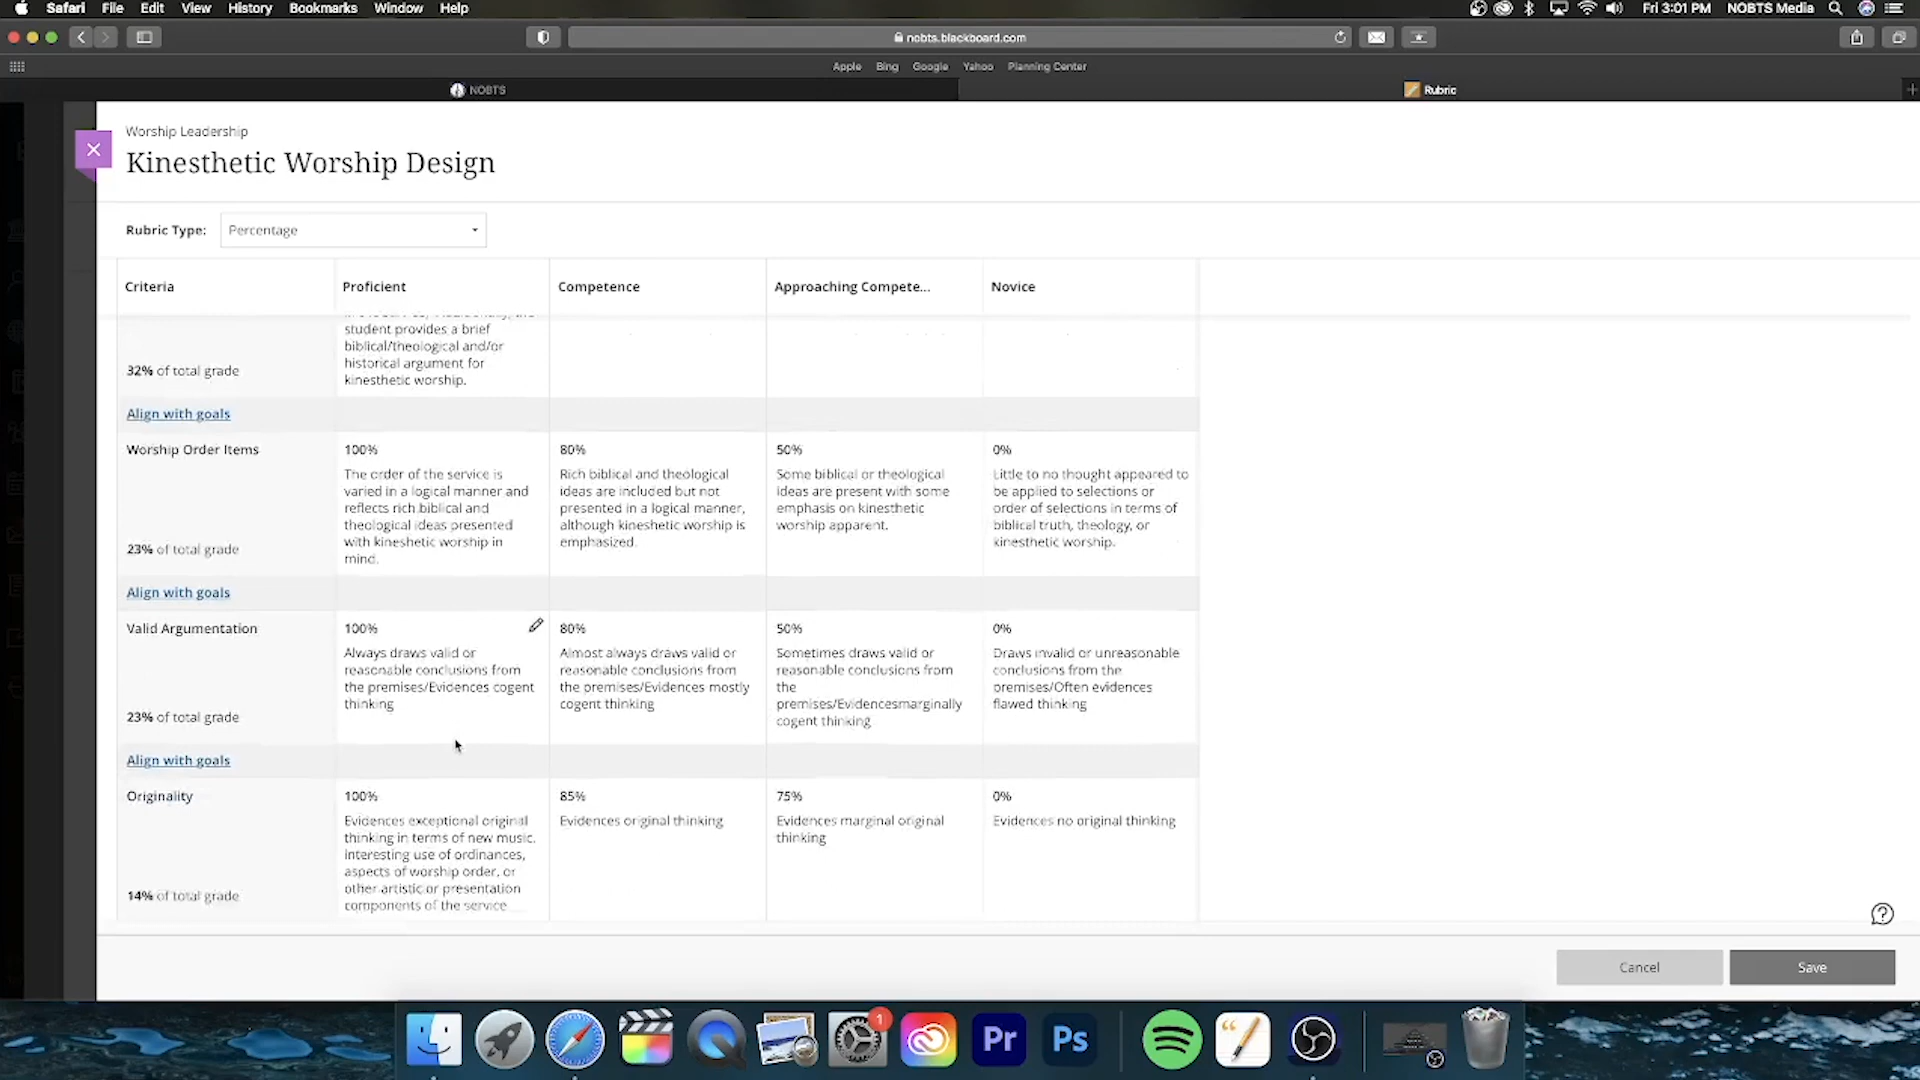 Safari File Edit View History Bookmarks Window Help
Fri 3:01 PM NOBTS Media
nobts.blackboard.com
Apple Bing Google Yahoo Planning Center
NOBTS
Rubric
Worship Leadership
Kinesthetic Worship Design
Rubric Type: Percentage
Criteria Proficient Competence Approaching Compete... Novice
student provides a brief
biblical/theological and/or
historical argument for
kinesthetic worship.
32% of total grade
Align with goals
Worship Order Items
23% of total grade
100%
The order of the service is
varied in a logical manner and
reflects rich biblical and
theological ideas presented
with kineshetic worship in
mind.
80%
Rich biblical and theological
ideas are included but not
presented in a logical manner,
although kineshetic worship is
emphasized.
50%
Some biblical or theological
ideas are present with some
emphasis on kinesthetic
worship apparent.
0%
Little to no thought appeared to
be applied to selections or
order of selections in terms of
biblical truth, theology, or
kinesthetic worship.
Align with goals
Valid Argumentation
23% of total grade
100%
Always draws valid or
reasonable conclusions from
the premises/Evidences cogent
thinking
80%
Almost always draws valid or
reasonable conclusions from
the premises/Evidences mostly
cogent thinking
50%
Sometimes draws valid or
reasonable conclusions from
the
premises/Evidencesmarginally
cogent thinking
0%
Draws invalid or unreasonable
conclusions from the
premises/Often evidences
flawed thinking
Align with goals
Originality
14% of total grade
100%
Evidences exceptional original
thinking in terms of new music,
interesting use of ordinances,
aspects of worship order, or
other artistic or presentation
components of the service
85%
Evidences original thinking
75%
Evidences marginal original
thinking
0%
Evidences no original thinking
Cancel
Save
1
Pr
Ps